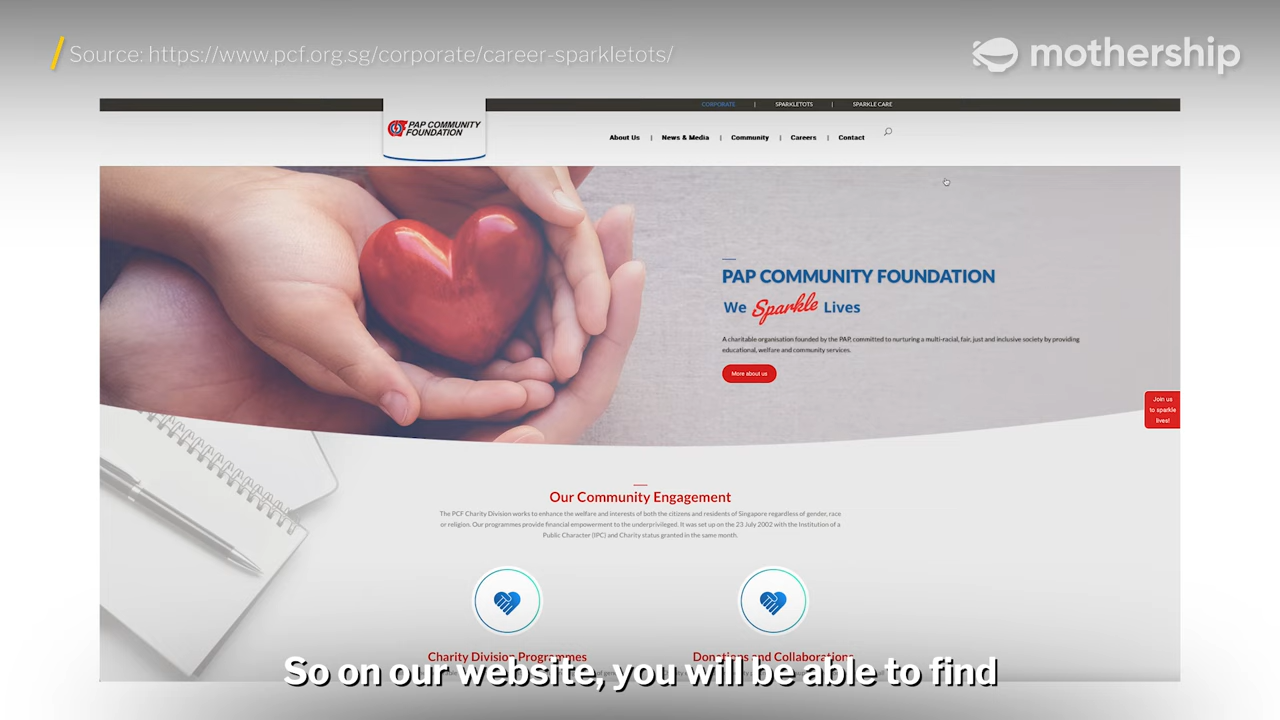 Source: https://www.pcf.org.sg/corporate/career-sparkletots/
mothership
CORPORATE | SPARKLETOTS | SPARKLE CARE
PAP COMMUNITY
FOUNDATION
About Us | News & Media | Community | Careers | Contact
PAP COMMUNITY FOUNDATION
We Sparkle Lives
A charitable organisation founded by the PAP, committed to nurturing a multi-racial, fair, just and inclusive society by providing
educational, welfare and community services.
More about us
Join us
to sparkle
lives!
Our Community Engagement
The PCF Charity Division works to enhance the welfare and interests of both the citizens and residents of Singapore regardless of gender, race
or religion. Our programmes provide financial empowerment to the underprivileged. It was set up on the 23 July 2002 with the Institution of a
Public Character (IPC) and Charity status granted in the same month.
Charity Division Programmes
Donations and Collaborations
So on our website, you will be able to find